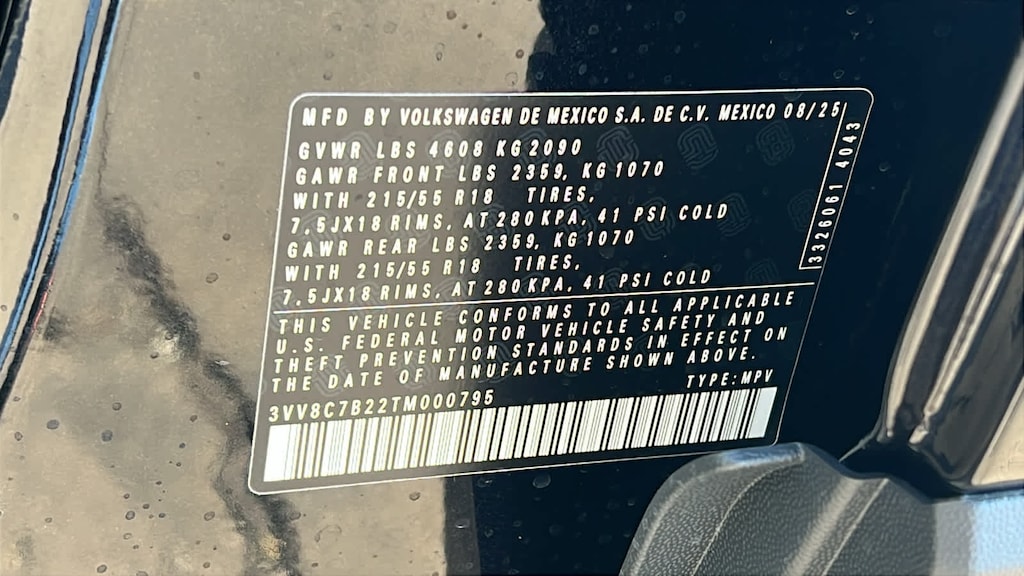 MFD BY VOLKSWAGEN DE MEXICO S.A. DE C.V. MEXICO 08/25
GVWR LBS 4608 KG 2090
GAWR FRONT LBS 2359, KG 1070
WITH 215/55 R18 TIRES,
7.5JX18 RIMS, AT 280 KPA, 41 PSI COLD
GAWR REAR LBS 2359, KG 1070
WITH 215/55 R18 TIRES,
7.5JX18 RIMS, AT 280 KPA, 41 PSI COLD
3326061 4043
THIS VEHICLE CONFORMS TO ALL APPLICABLE
U.S. FEDERAL MOTOR VEHICLE SAFETY AND
THEFT PREVENTION STANDARDS IN EFFECT ON
THE DATE OF MANUFACTURE SHOWN ABOVE.
TYPE: MPV
3VV8C7B22TM000795